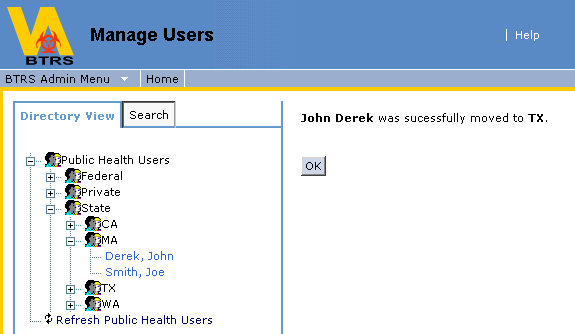 VA
BTRS
Manage Users
| Help
BTRS Admin Menu
Home
Directory View
Search
Public Health Users
Federal
Private
State
CA
MA
Derek, John
Smith, Joe
TX
WA
Refresh Public Health Users
John Derek was sucessfully moved to TX.
OK